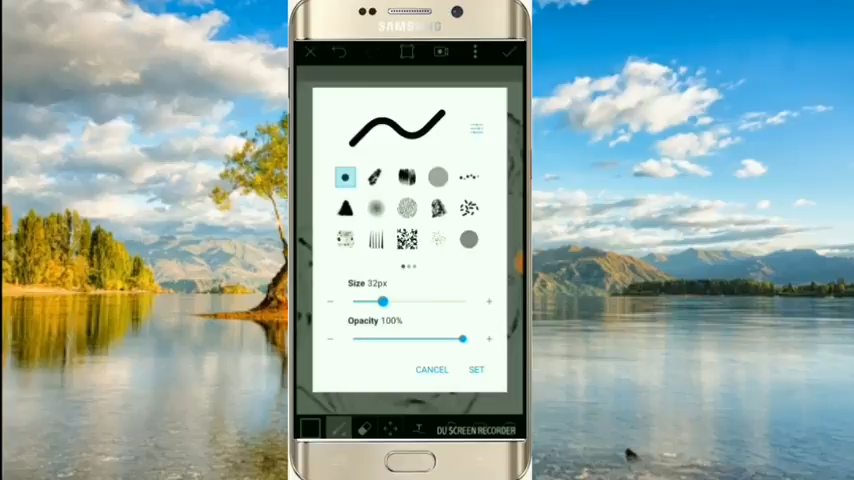 SAMSUNG
Size 32px
Opacity 100%
CANCEL SET
T
DU SCREEN RECORDER